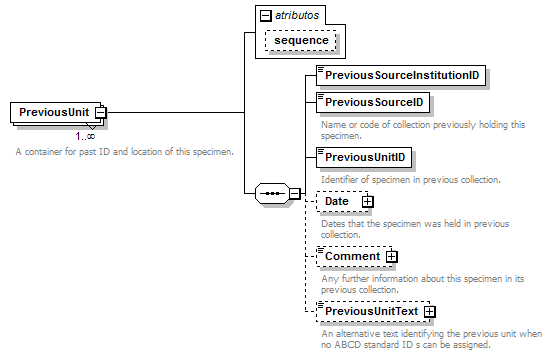 atributos
sequence
PreviousUnit
1..∞
A container for past ID and location of this specimen.
PreviousSourceInstitutionID
PreviousSourceID
Name or code of collection previously holding this
specimen.
PreviousUnitID
Identifier of specimen in previous collection.
Date
Dates that the specimen was held in previous
collection.
Comment
Any further information about this specimen in its
previous collection.
PreviousUnitText
An alternative text identifying the previous unit when
no ABCD standard ID s can be assigned.